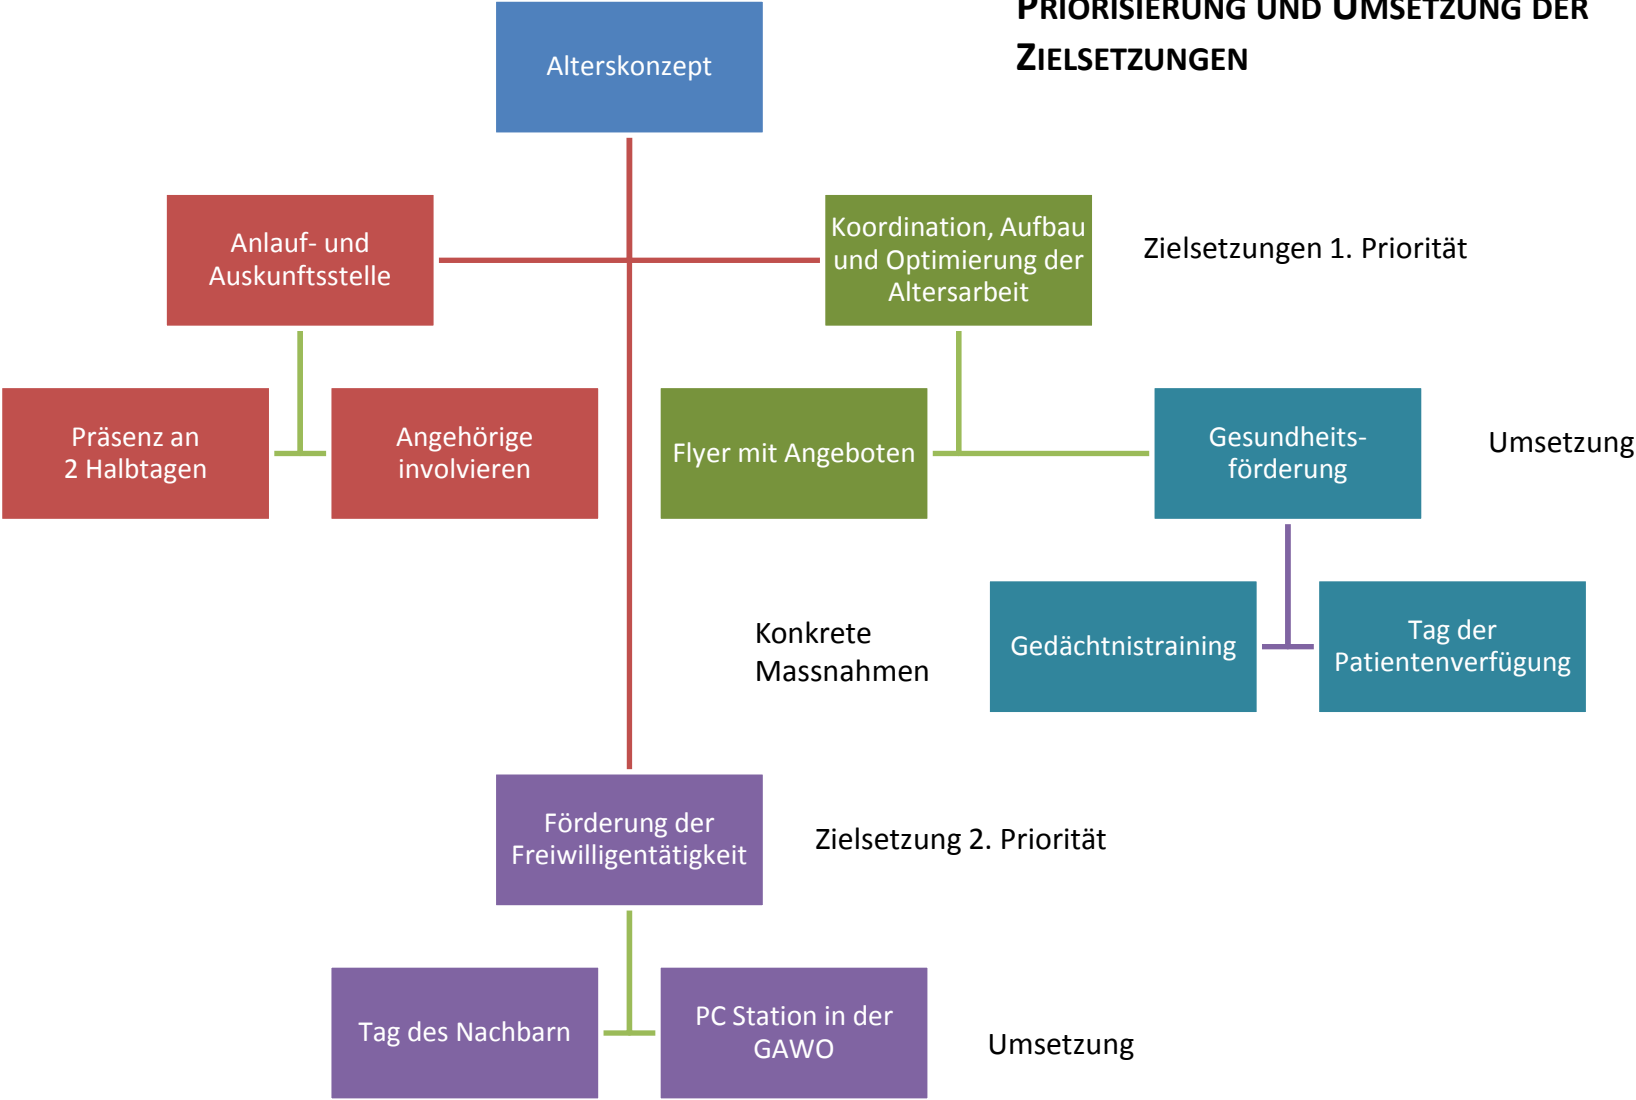 PRIORISIERUNG UND UMSETZUNG DER
ZIELSETZUNGEN
Alterskonzept
Anlauf- und
Auskunftsstelle
Koordination, Aufbau
und Optimierung der
Altersarbeit
Zielsetzungen 1. Priorität
Präsenz an
2 Halbtagen
Angehörige
involvieren
Flyer mit Angeboten
Gesundheits-
förderung
Umsetzung
Konkrete
Massnahmen
Gedächtnistraining
Tag der
Patientenverfügung
Förderung der
Freiwilligentätigkeit
Zielsetzung 2. Priorität
Tag des Nachbarn
PC Station in der
GAWO
Umsetzung